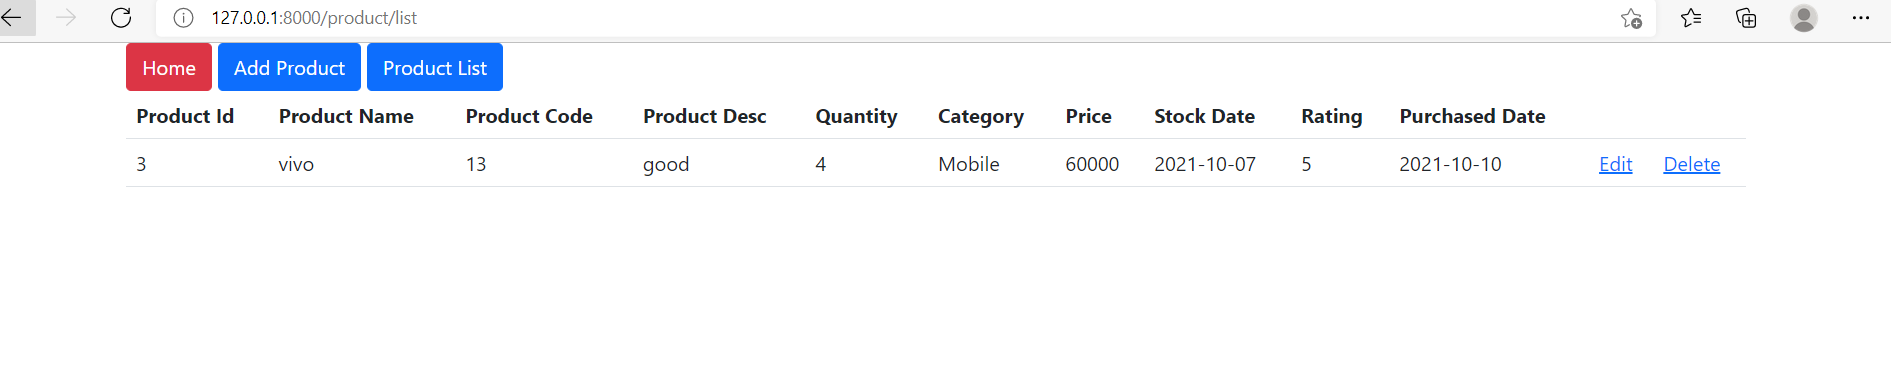 127.0.0.1:8000/product/list
Home Add Product Product List
Product Id Product Name Product Code Product Desc Quantity Category Price Stock Date Rating Purchased Date
3 vivo 13 good 4 Mobile 60000 2021-10-07 5 2021-10-10 Edit Delete